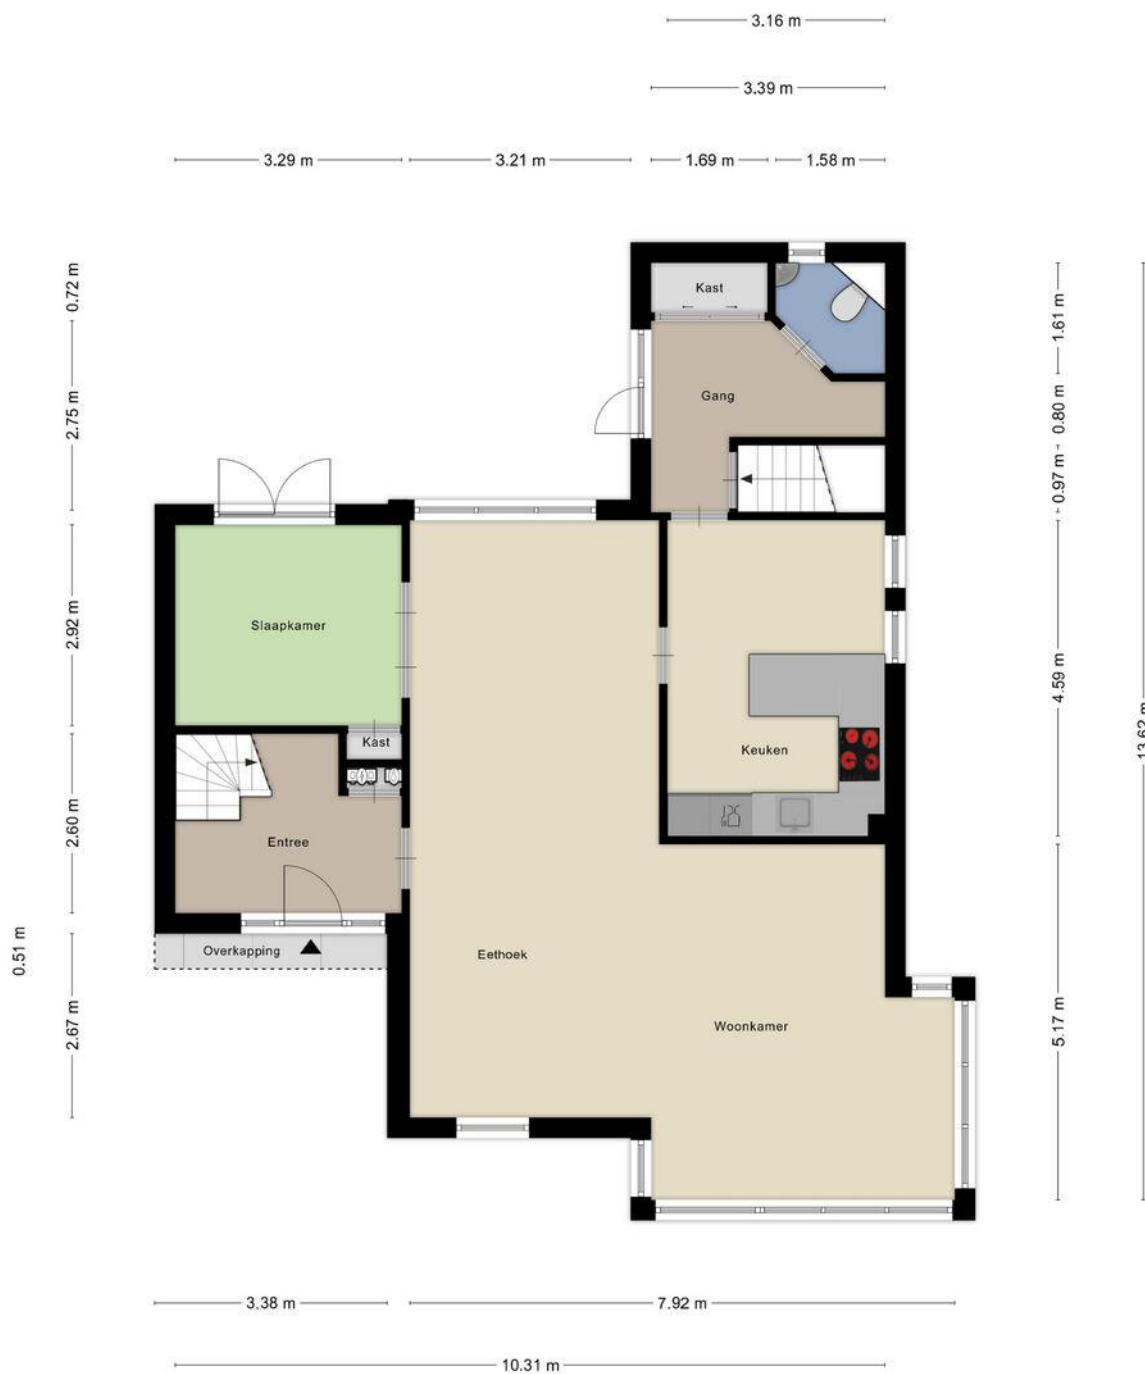 3.16 m
3.39 m
3.29 m
3.21 m
1.69 m
1.58 m
0.72 m
2.75 m
2.92 m
2.60 m
0.51 m
2.67 m
Kast
Gang
Slaapkamer
Kast
Keuken
Entree
Overkapping
Eethoek
Woonkamer
1.61 m
0.80 m
0.97 m
4.59 m
5.17 m
13.62 m
3.38 m
7.92 m
10.31 m